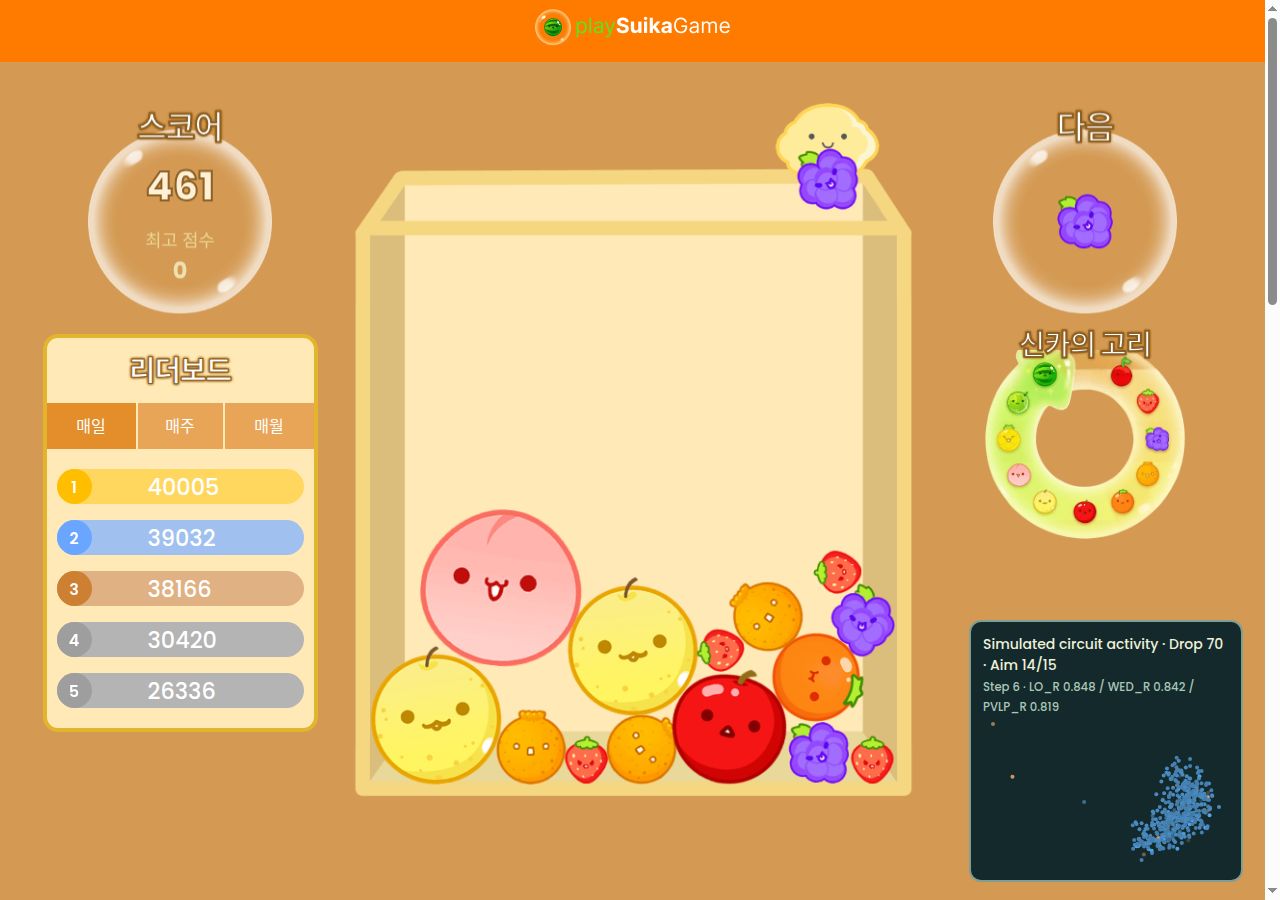 playSuikaGame
스코어
461
최고 점수
0
리더보드
매일 매주 매월
1 40005
2 39032
3 38166
4 30420
5 26336
다음
신카의 고리
Simulated circuit activity · Drop 70
· Aim 14/15
Step 6 · LO_R 0.848 / WED_R 0.842 /
PVLP_R 0.819